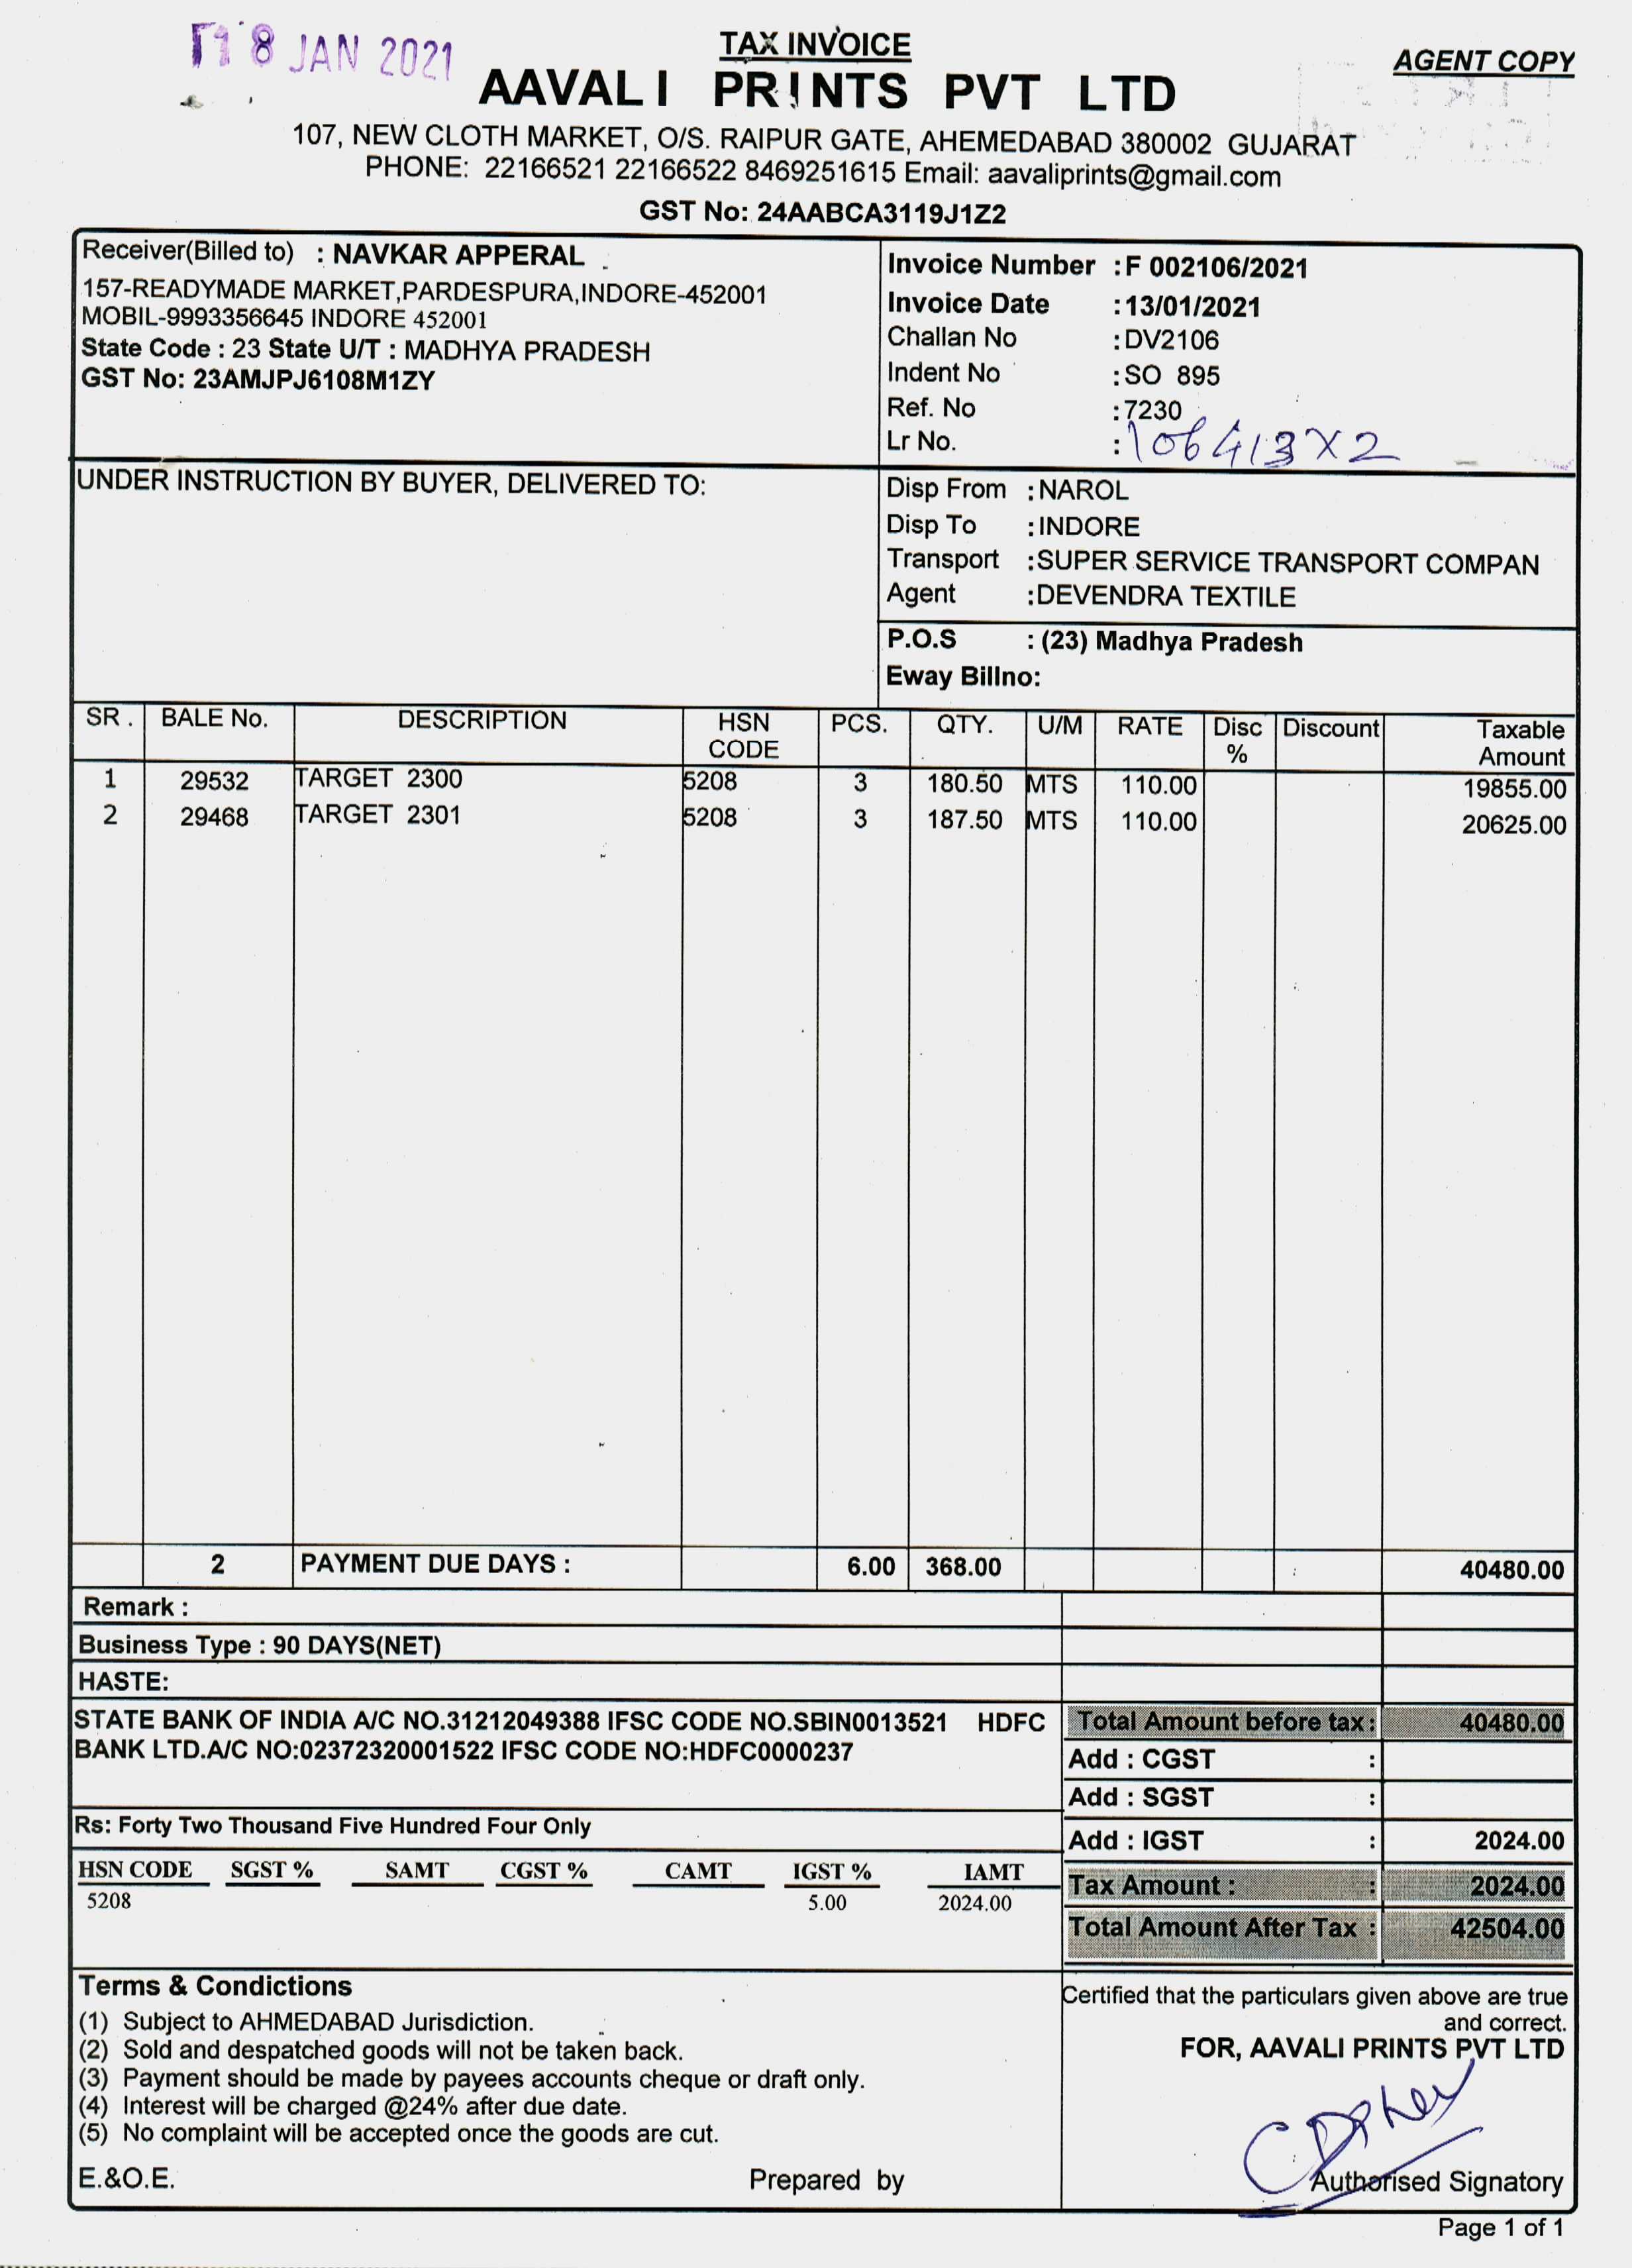 18 JAN 2021
TAX INVOICE
AGENT COPY
AAVALI PRINTS PVT LTD
107, NEW CLOTH MARKET, O/S. RAIPUR GATE, AHEMEDABAD 380002 GUJARAT
PHONE: 22166521 22166522 8469251615 Email: aavaliprints@gmail.com
GST No: 24AABCA3119J1Z2
Receiver(Billed to) : NAVKAR APPERAL
157-READYMADE MARKET,PARDESPURA,INDORE-452001
MOBIL-9993356645 INDORE 452001
State Code : 23 State U/T : MADHYA PRADESH
GST No: 23AMJPJ6108M1ZY
Invoice Number : F 002106/2021
Invoice Date : 13/01/2021
Challan No : DV2106
Indent No : SO 895
Ref. No : 7230
Lr No. : 106413X2
UNDER INSTRUCTION BY BUYER, DELIVERED TO:
Disp From : NAROL
Disp To : INDORE
Transport : SUPER SERVICE TRANSPORT COMPAN
Agent : DEVENDRA TEXTILE
P.O.S : (23) Madhya Pradesh
Eway Billno:
SR. BALE No. DESCRIPTION HSN CODE PCS. QTY. U/M RATE Disc % Discount Taxable Amount
1 29532 TARGET 2300 5208 3 180.50 MTS 110.00 19855.00
2 29468 TARGET 2301 5208 3 187.50 MTS 110.00 20625.00
2 PAYMENT DUE DAYS : 6.00 368.00 40480.00
Remark :
Business Type : 90 DAYS(NET)
HASTE:
STATE BANK OF INDIA A/C NO.31212049388 IFSC CODE NO.SBIN0013521 HDFC
BANK LTD.A/C NO:02372320001522 IFSC CODE NO:HDFC0000237
Total Amount before tax: 40480.00
Add : CGST :
Add : SGST :
Rs: Forty Two Thousand Five Hundred Four Only
Add : IGST : 2024.00
HSN CODE SGST % SAMT CGST % CAMT IGST % IAMT
5208 5.00 2024.00
Tax Amount : : 2024.00
Total Amount After Tax : 42504.00
Terms & Condictions
(1) Subject to AHMEDABAD Jurisdiction.
(2) Sold and despatched goods will not be taken back.
(3) Payment should be made by payees accounts cheque or draft only.
(4) Interest will be charged @24% after due date.
(5) No complaint will be accepted once the goods are cut.
E.&O.E.
Prepared by
Certified that the particulars given above are true
and correct.
FOR, AAVALI PRINTS PVT LTD
Authorised Signatory
Page 1 of 1